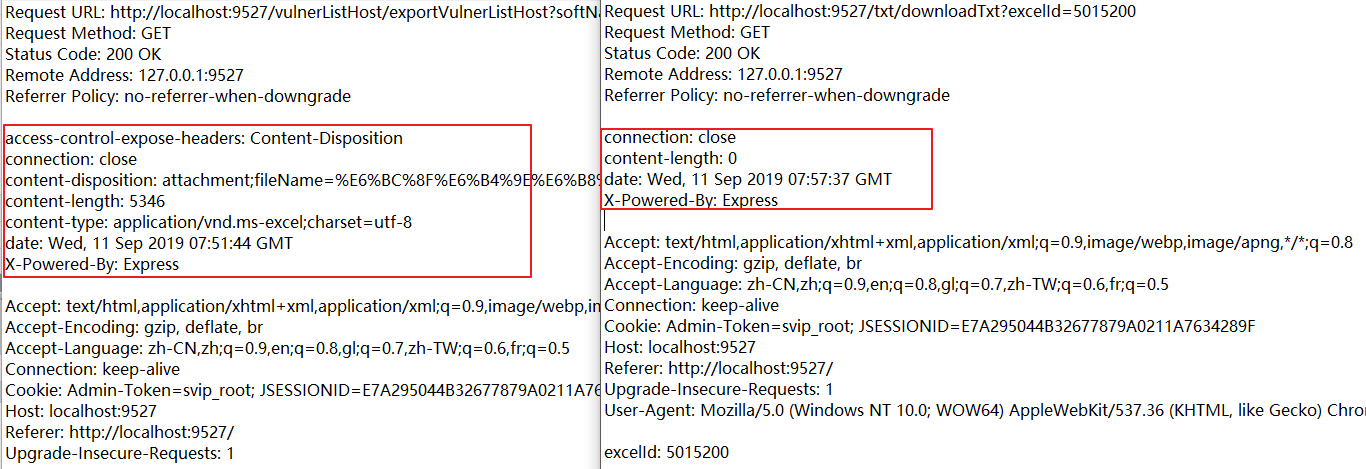 Request URL: http://localhost:9527/vulnerListHost/exportVulnerListHost?softNa
Request Method: GET
Status Code: 200 OK
Remote Address: 127.0.0.1:9527
Referrer Policy: no-referrer-when-downgrade
access-control-expose-headers: Content-Disposition
connection: close
content-disposition: attachment;fileName=%E6%BC%8F%E6%B4%9E%E6%B8%
content-length: 5346
content-type: application/vnd.ms-excel;charset=utf-8
date: Wed, 11 Sep 2019 07:51:44 GMT
X-Powered-By: Express
Accept: text/html,application/xhtml+xml,application/xml;q=0.9,image/webp,im
Accept-Encoding: gzip, deflate, br
Accept-Language: zh-CN,zh;q=0.9,en;q=0.8,gl;q=0.7,zh-TW;q=0.6,fr;q=0.5
Connection: keep-alive
Cookie: Admin-Token=svip_root; JSESSIONID=E7A295044B32677879A0211A76
Host: localhost:9527
Referer: http://localhost:9527/
Upgrade-Insecure-Requests: 1
Request URL: http://localhost:9527/txt/downloadTxt?excelId=5015200
Request Method: GET
Status Code: 200 OK
Remote Address: 127.0.0.1:9527
Referrer Policy: no-referrer-when-downgrade
connection: close
content-length: 0
date: Wed, 11 Sep 2019 07:57:37 GMT
X-Powered-By: Express
Accept: text/html,application/xhtml+xml,application/xml;q=0.9,image/webp,image/apng,*/*;q=0.8
Accept-Encoding: gzip, deflate, br
Accept-Language: zh-CN,zh;q=0.9,en;q=0.8,gl;q=0.7,zh-TW;q=0.6,fr;q=0.5
Connection: keep-alive
Cookie: Admin-Token=svip_root; JSESSIONID=E7A295044B32677879A0211A7634289F
Host: localhost:9527
Referer: http://localhost:9527/
Upgrade-Insecure-Requests: 1
User-Agent: Mozilla/5.0 (Windows NT 10.0; WOW64) AppleWebKit/537.36 (KHTML, like Gecko) Chro
excelId: 5015200